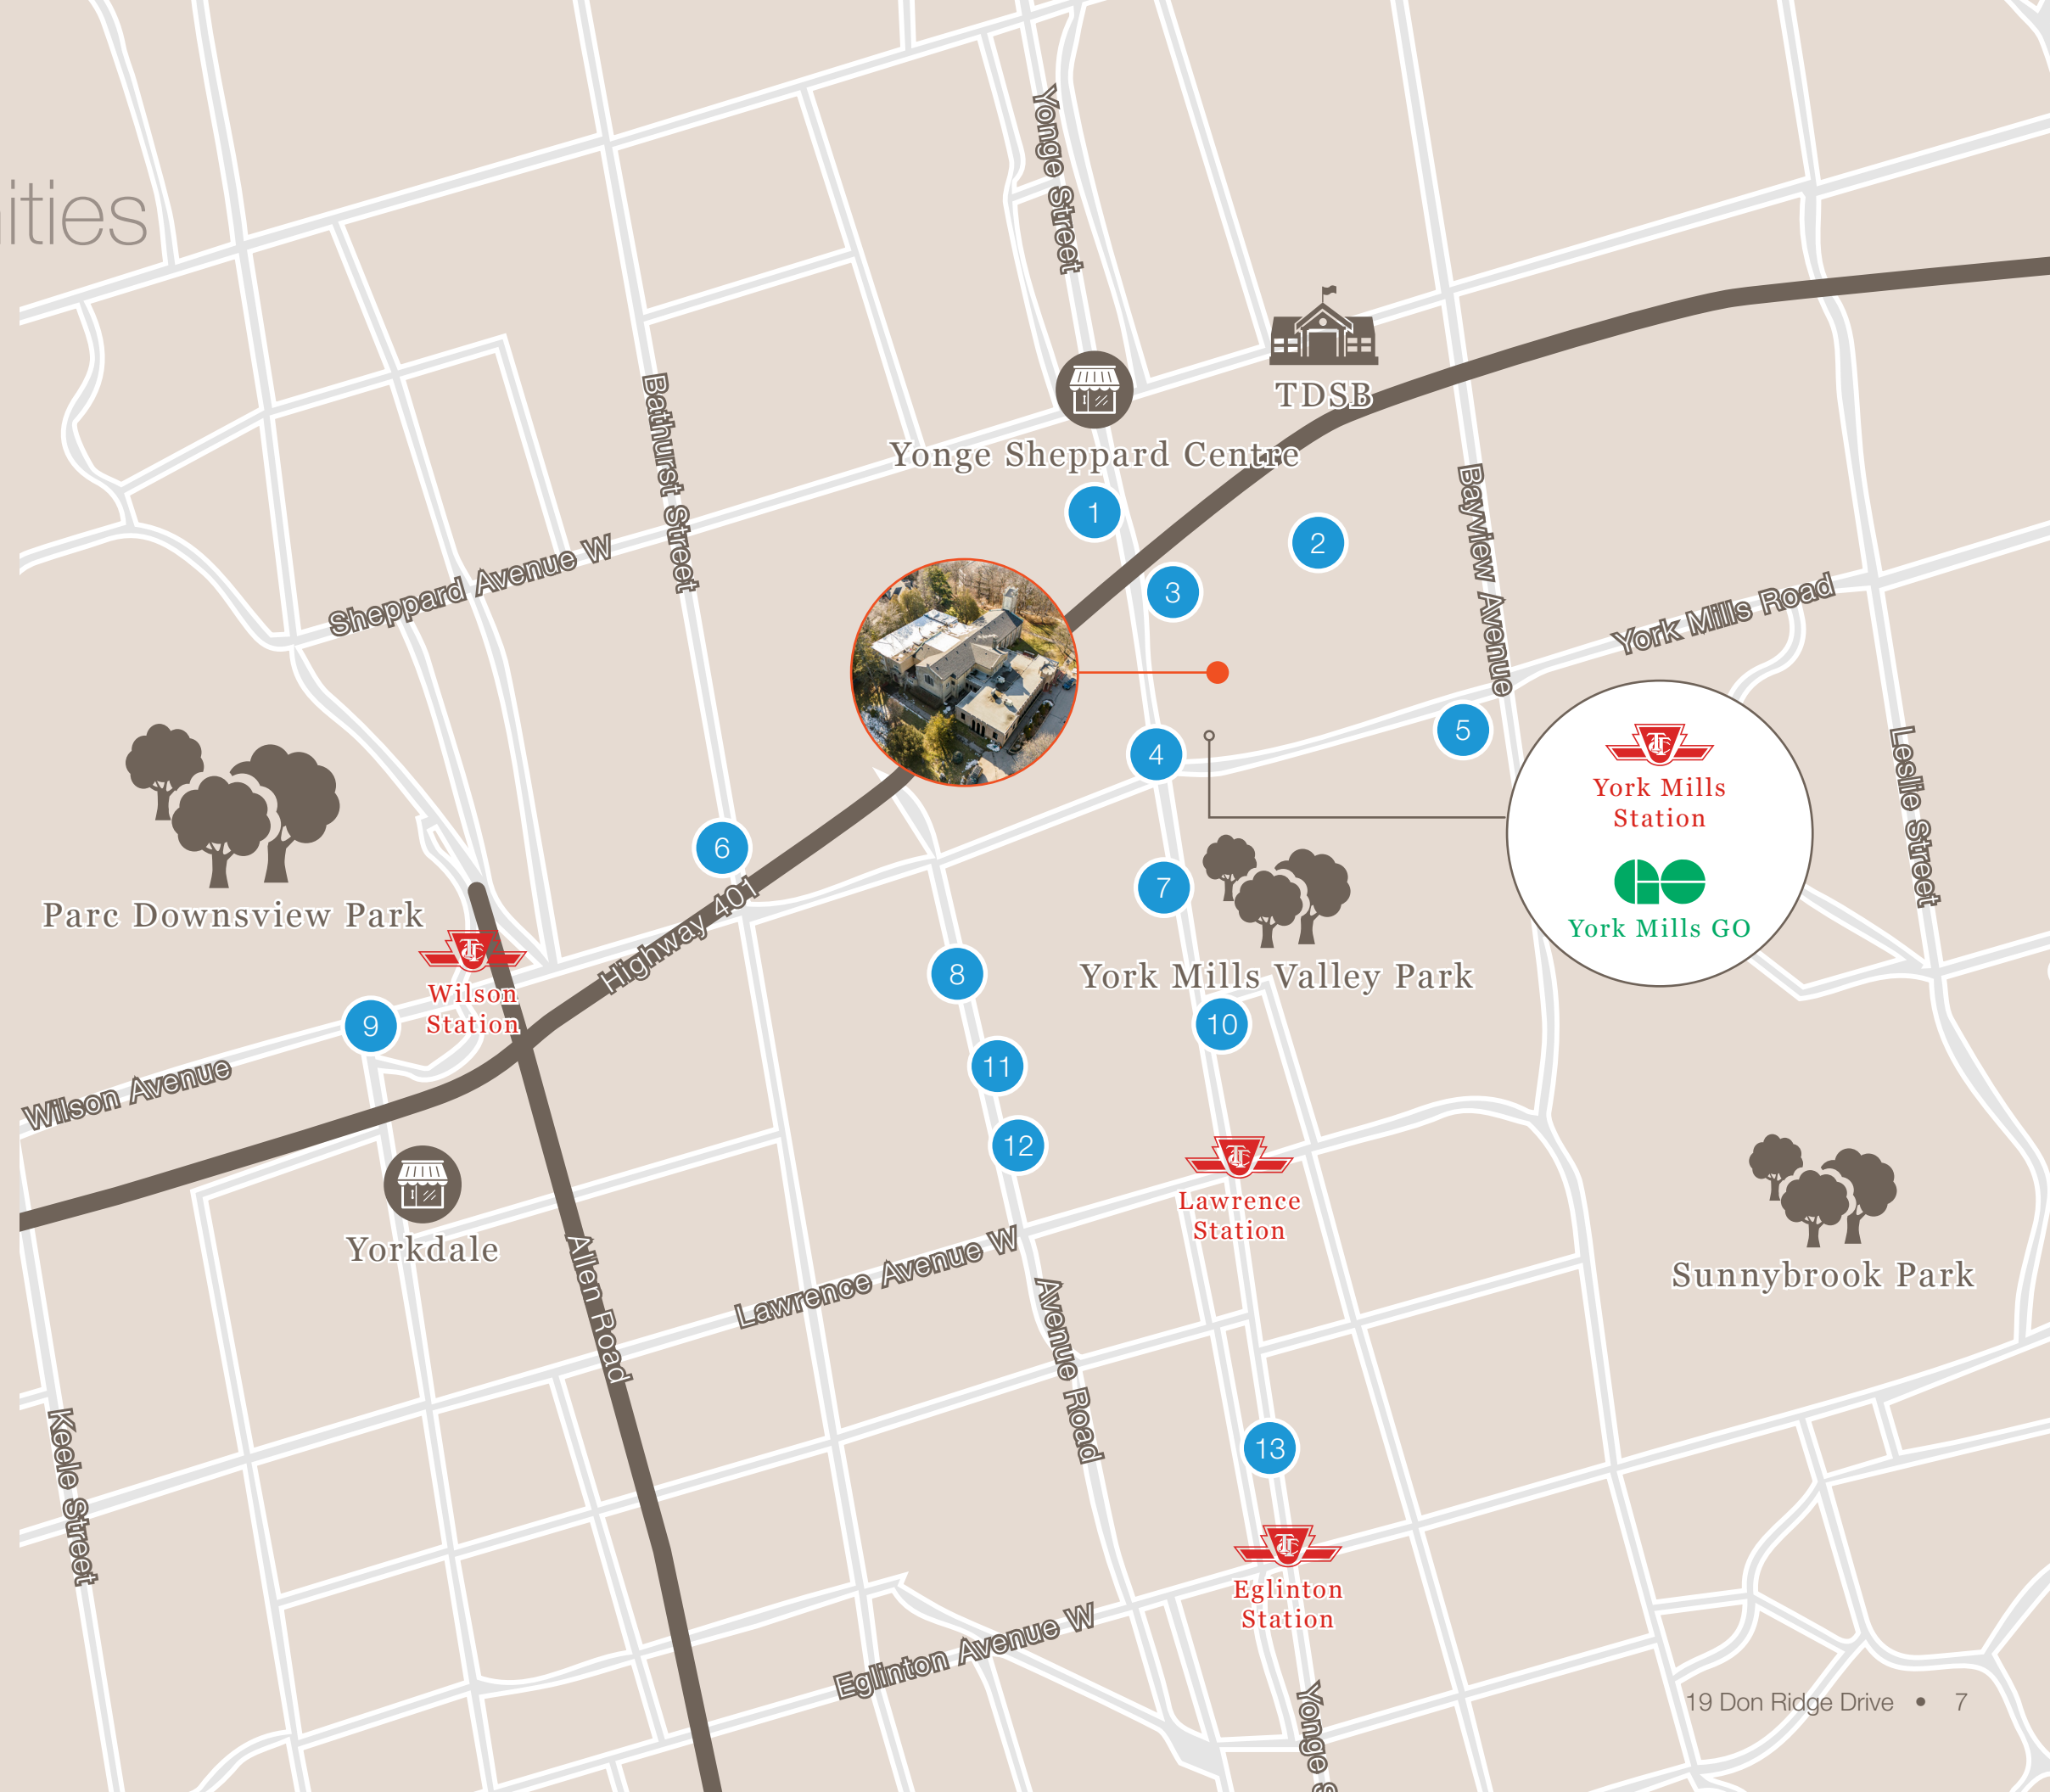 ities
Yonge Street
TDSB
Yonge Sheppard Centre
Bathurst Street
1
2
Bayview Avenue
Sheppard Avenue W
3
York Mills Road
5
4
York Mills
Station
York Mills GO
Leslie Street
6
7
Parc Downsview Park
Highway 401
8
York Mills Valley Park
Wilson
Station
9
10
11
Wilson Avenue
12
Lawrence
Station
Yorkdale
Allen Road
Lawrence Avenue W
Sunnybrook Park
Avenue Road
Keele Street
13
Eglinton
Station
Eglinton Avenue W
Yonge S
19 Don Ridge Drive • 7